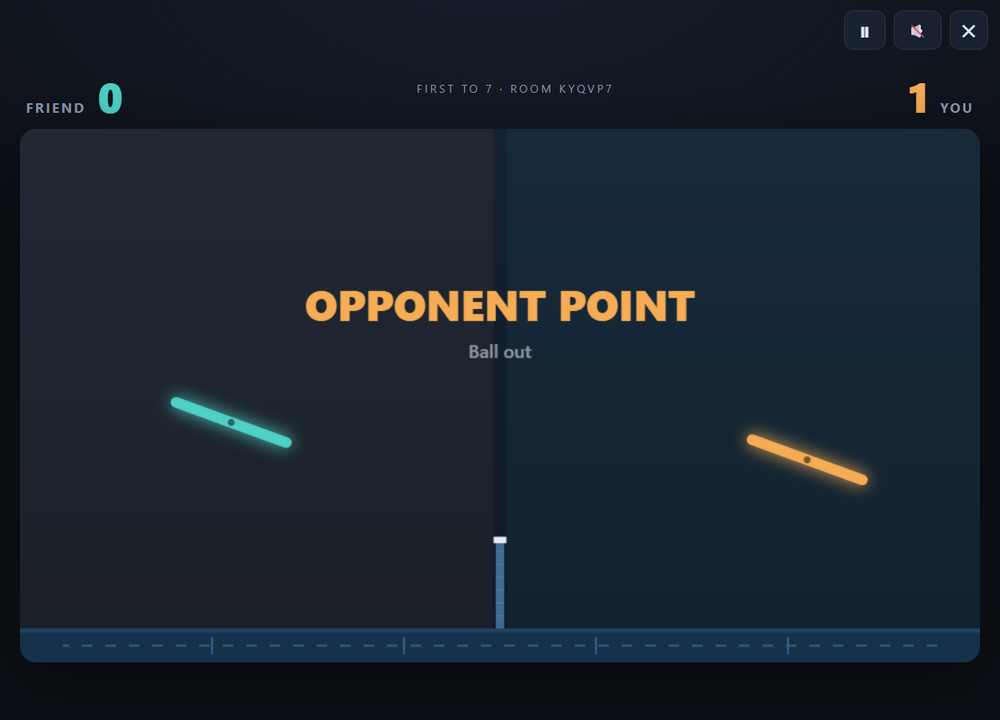 FRIEND 0
FIRST TO 7 · ROOM KYQVP7
1 YOU
OPPONENT POINT
Ball out